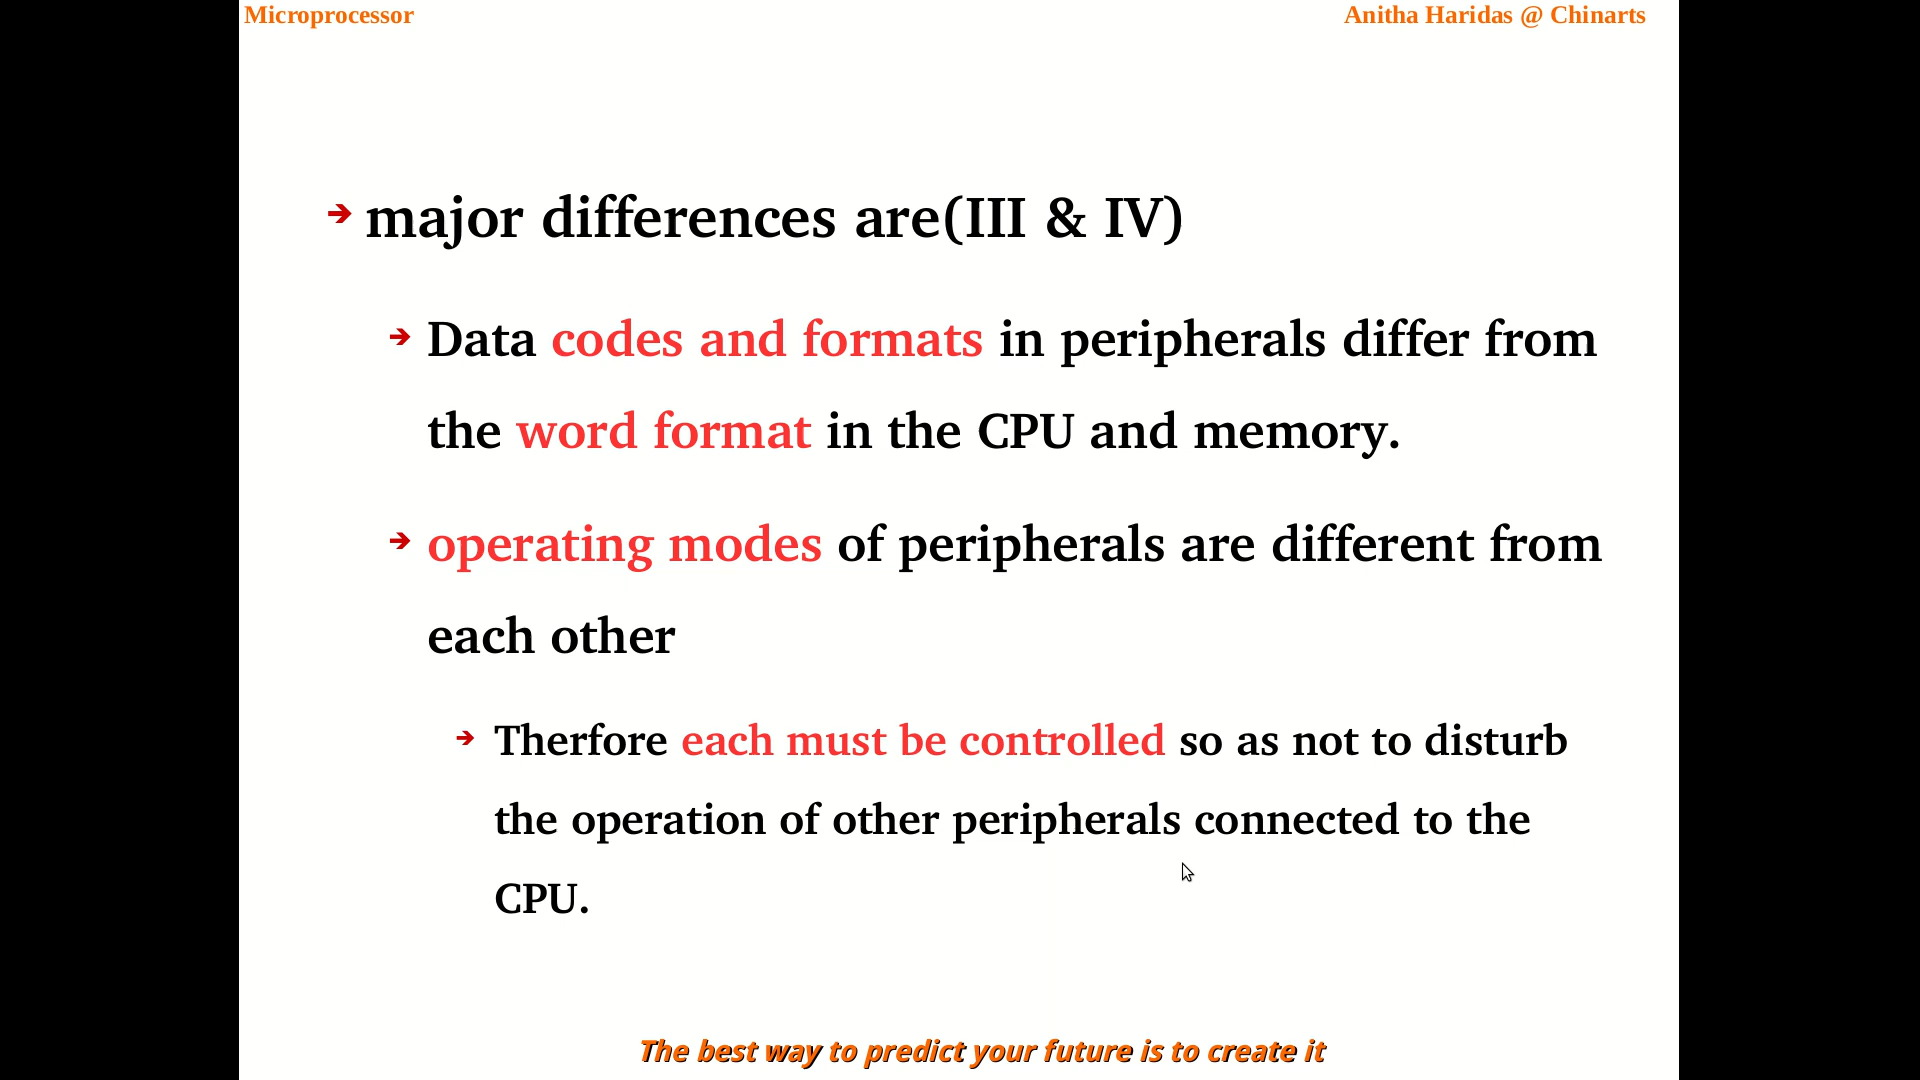 Microprocessor
Anitha Haridas @ Chinarts
➔ major differences are(III & IV)
➔ Data codes and formats in peripherals differ from
the word format in the CPU and memory.
➔ operating modes of peripherals are different from
each other
➔ Therfore each must be controlled so as not to disturb
the operation of other peripherals connected to the
CPU.
The best way to predict your future is to create it